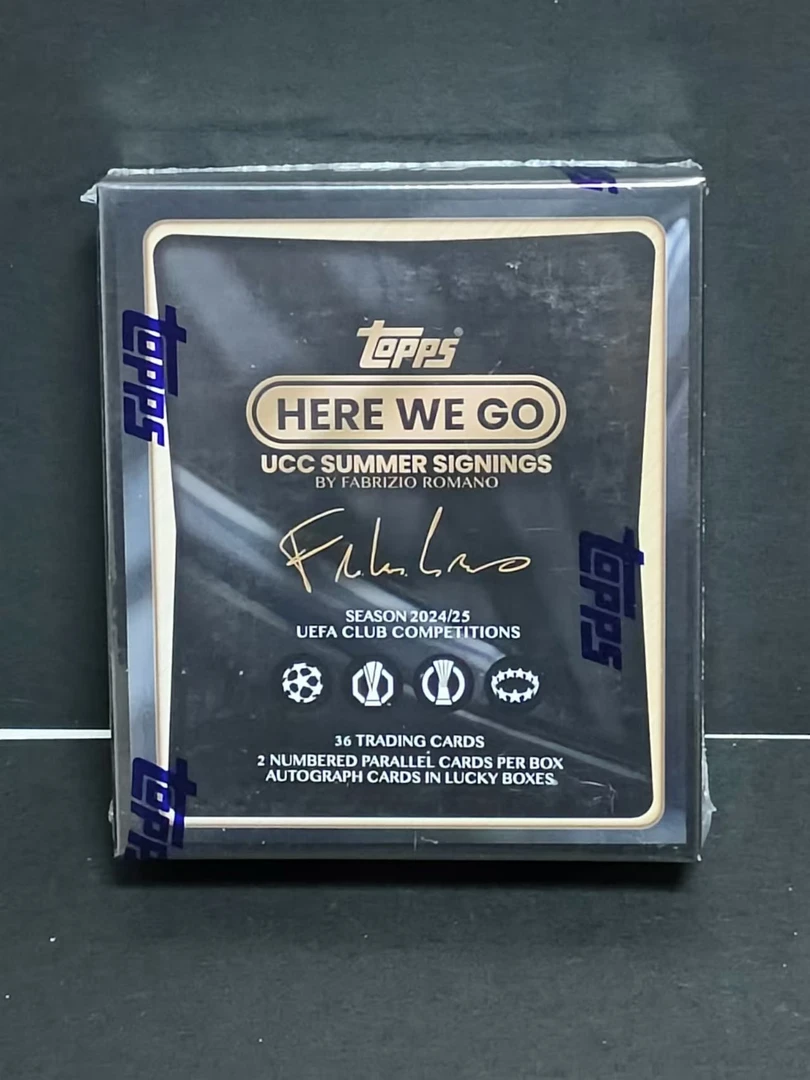 TOPPS
HERE WE GO
UCC SUMMER SIGNINGS
BY FABRIZIO ROMANO
SEASON 2024/25
UEFA CLUB COMPETITIONS
36 TRADING CARDS
2 NUMBERED PARALLEL CARDS PER BOX
AUTOGRAPH CARDS IN LUCKY BOXES
TOPPS
TOPPS
TOPPS